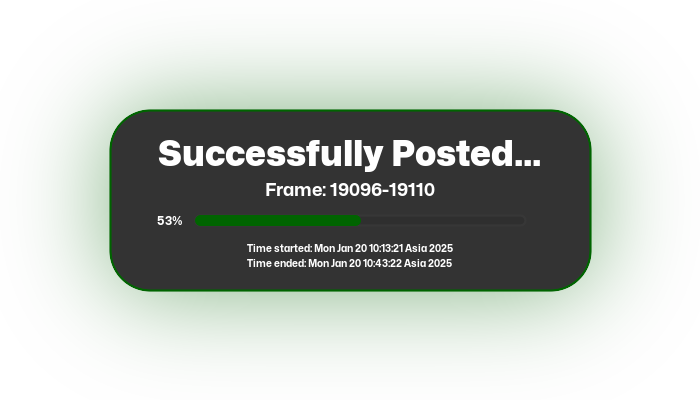 Successfully Posted...
Frame: 19096-19110
53%
Time started: Mon Jan 20 10:13:21 Asia 2025
Time ended: Mon Jan 20 10:43:22 Asia 2025